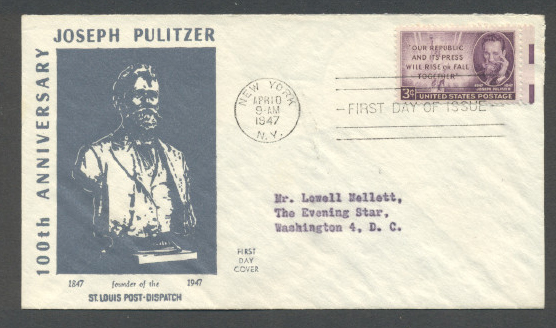 JOSEPH PULITZER
100th ANNIVERSARY
1847 founder of the 1947
ST. LOUIS POST-DISPATCH
FIRST
DAY
COVER
NEW YORK
APR 10
9-AM
1947
N.Y.
"OUR REPUBLIC
AND ITS PRESS
WILL RISE OR FALL
TOGETHER"
JOSEPH PULITZER
3¢ UNITED STATES POSTAGE
FIRST DAY OF ISSUE
Mr. Lowell Mellett,
The Evening Star,
Washington 4, D. C.